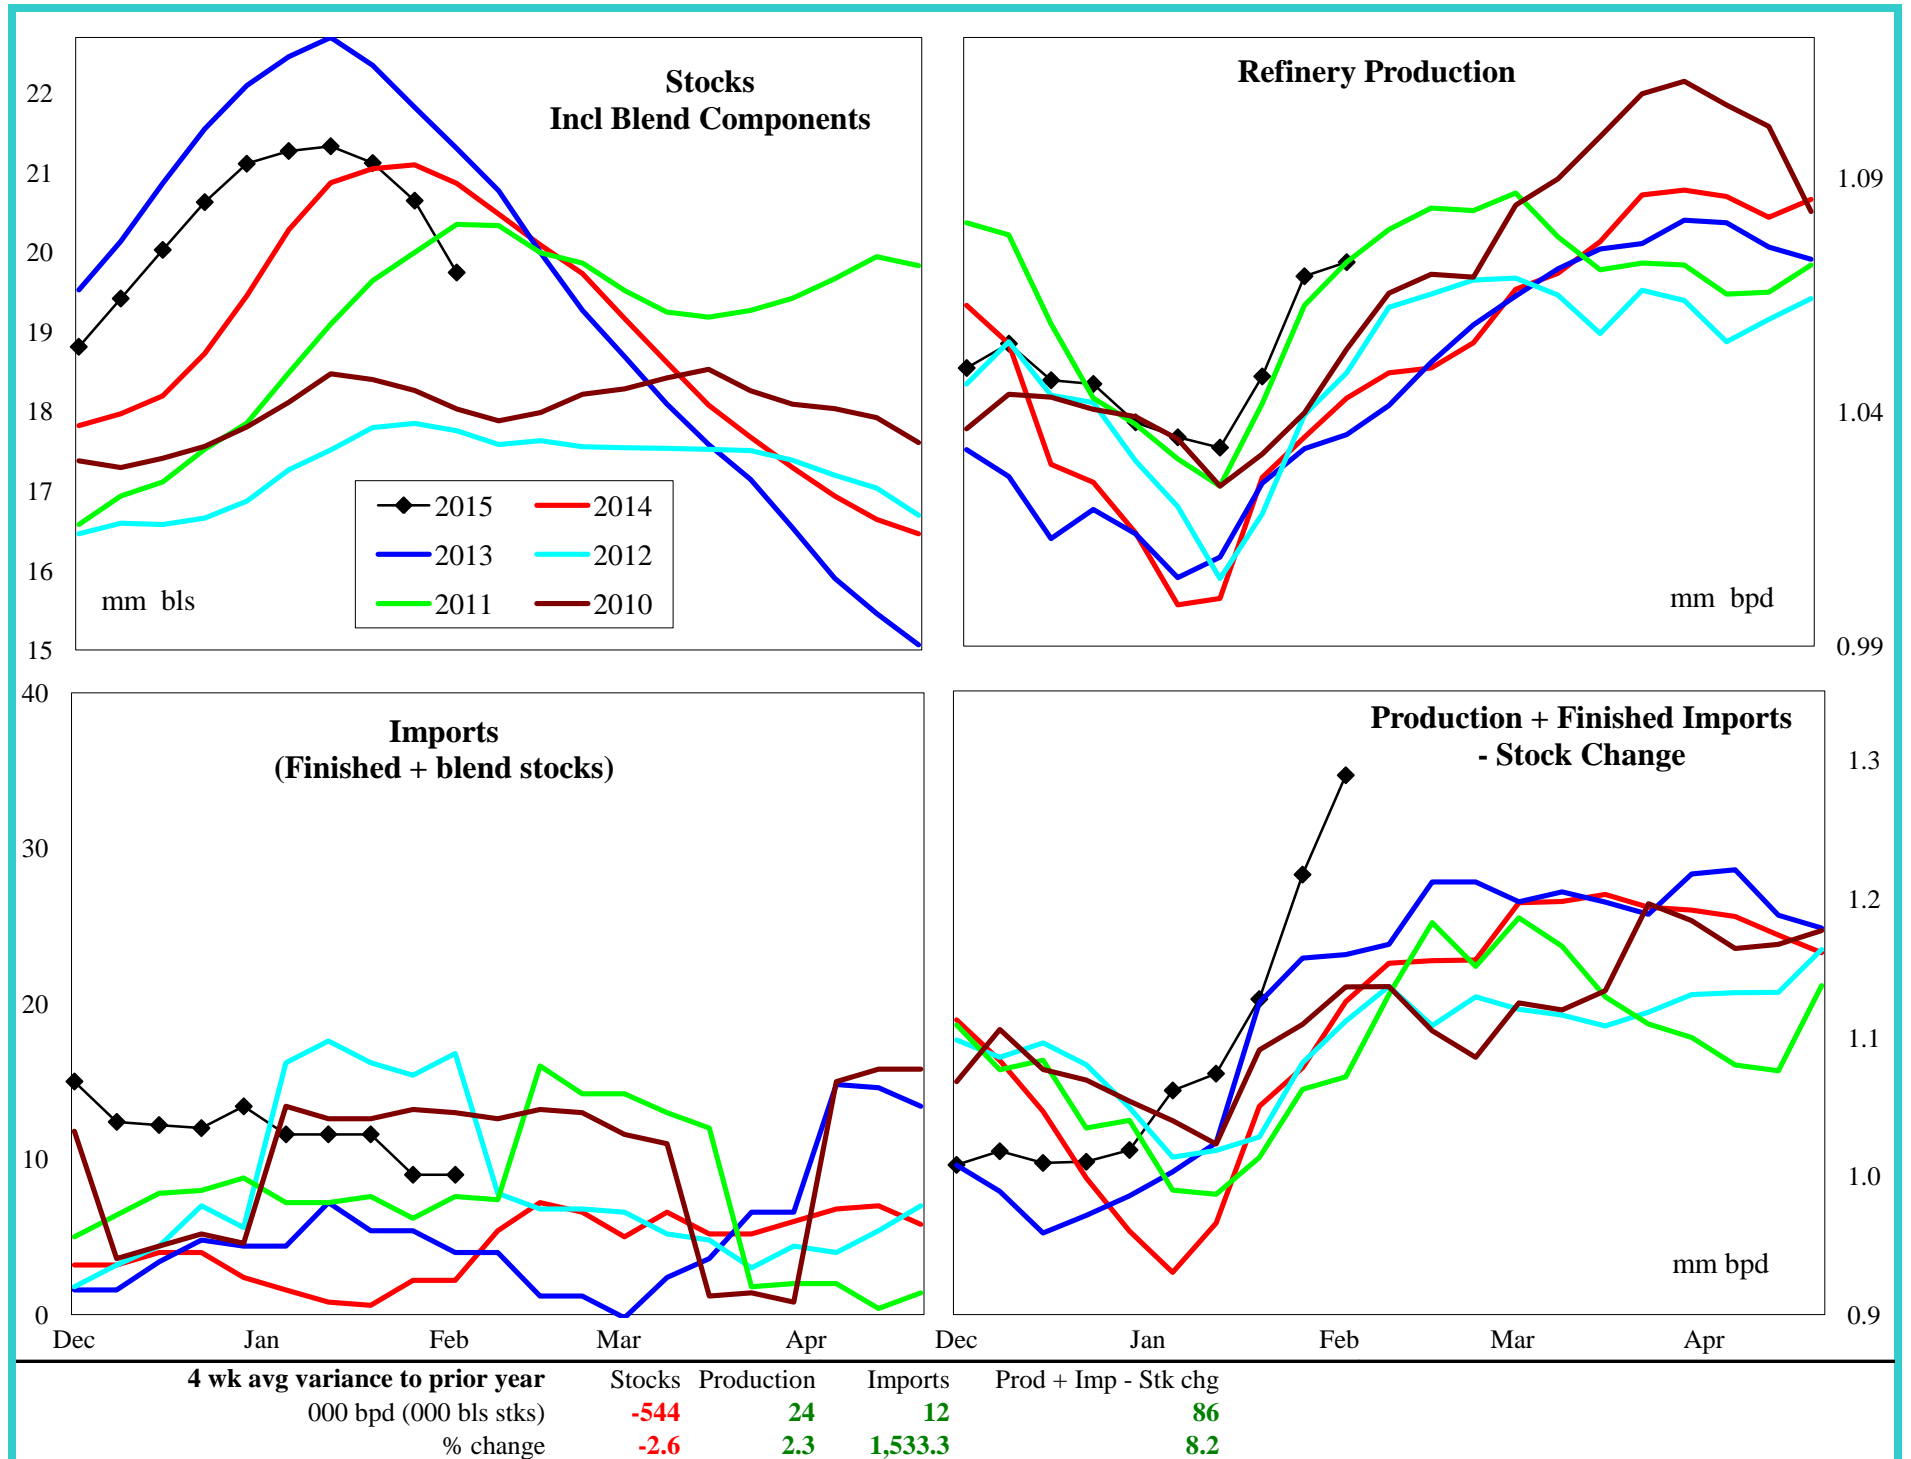 Stocks
Incl Blend Components
22
21
20
19
18
17
16
15
mm bls
2015 2014
2013 2012
2011 2010
Refinery Production
1.09
1.04
0.99
mm bpd
Imports
(Finished + blend stocks)
40
30
20
10
0
Dec Jan Feb Mar Apr
Production + Finished Imports
- Stock Change
1.3
1.2
1.1
1.0
0.9
mm bpd
Dec Jan Feb Mar Apr
4 wk avg variance to prior year Stocks Production Imports Prod + Imp - Stk chg
000 bpd (000 bls stks) -544 24 12 86
% change -2.6 2.3 1,533.3 8.2